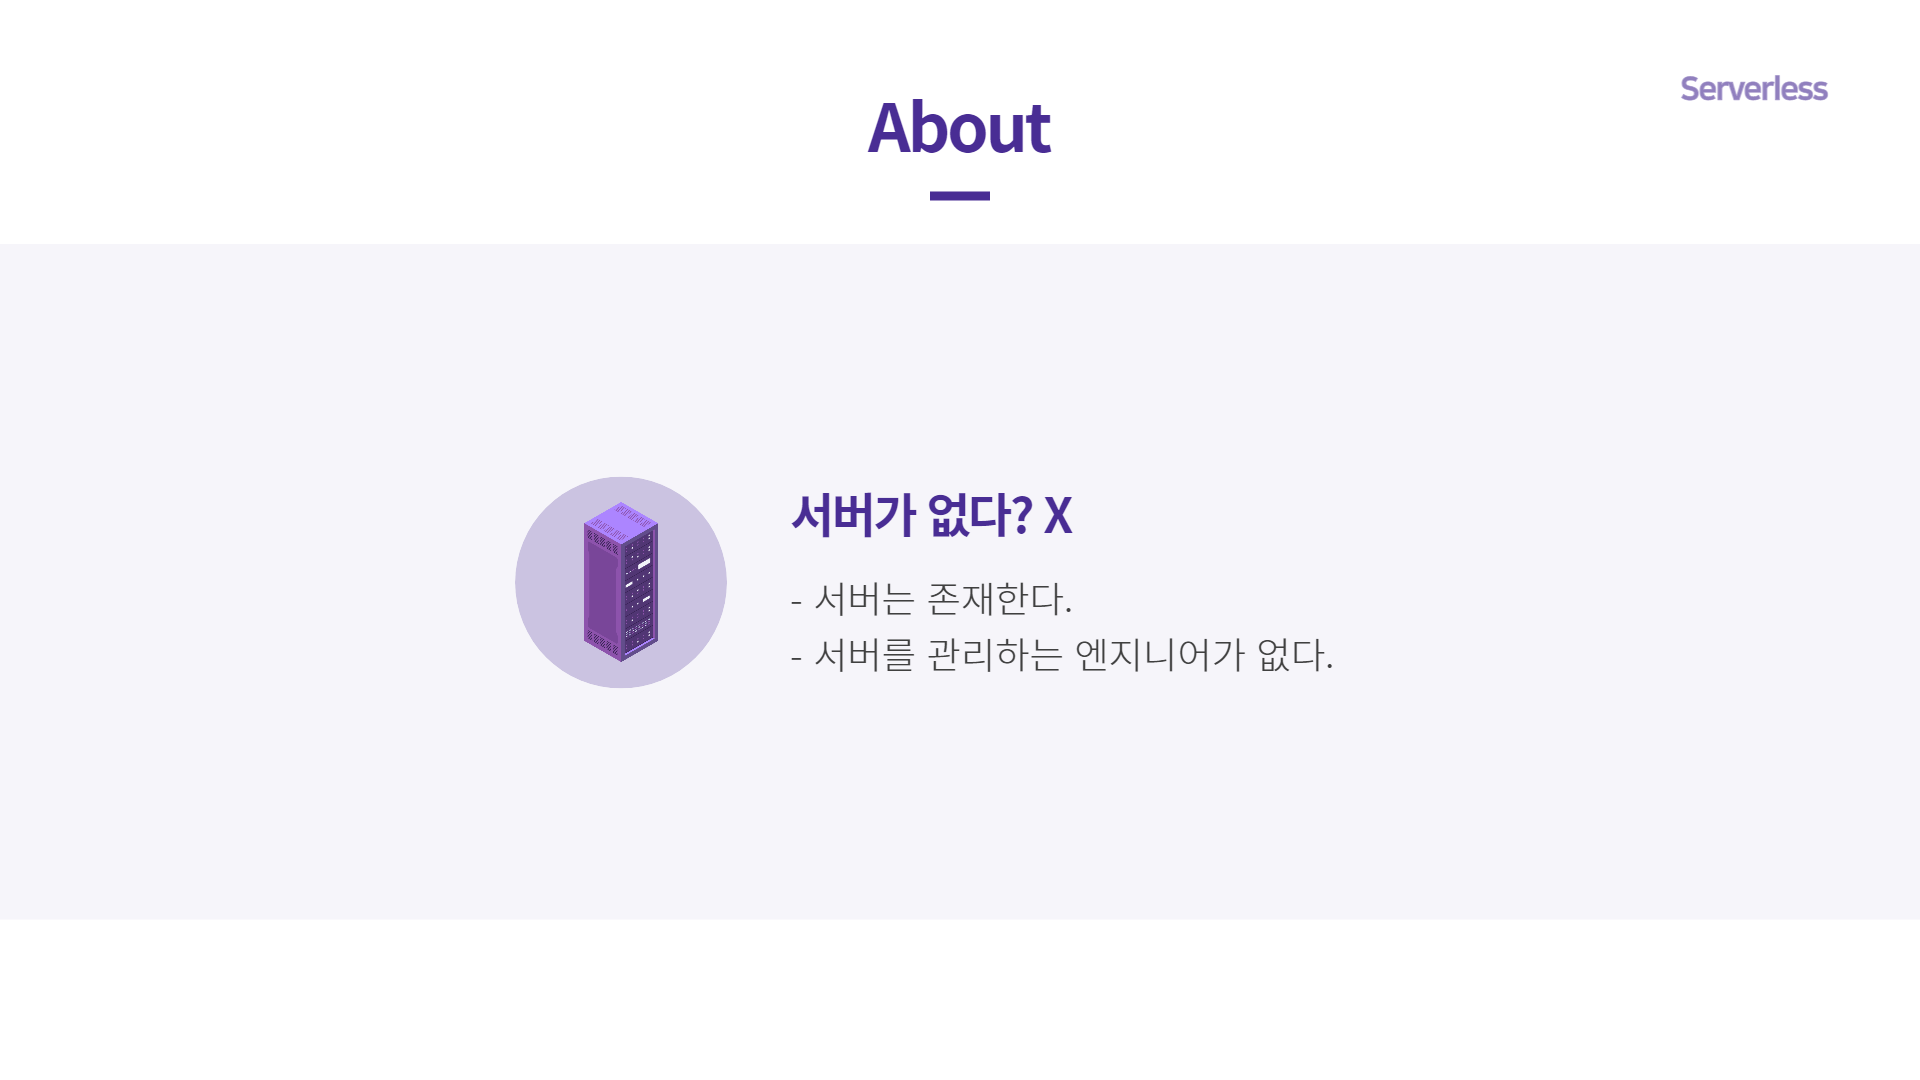 Serverless
About
서버가 없다? X
- 서버는 존재한다.
- 서버를 관리하는 엔지니어가 없다.